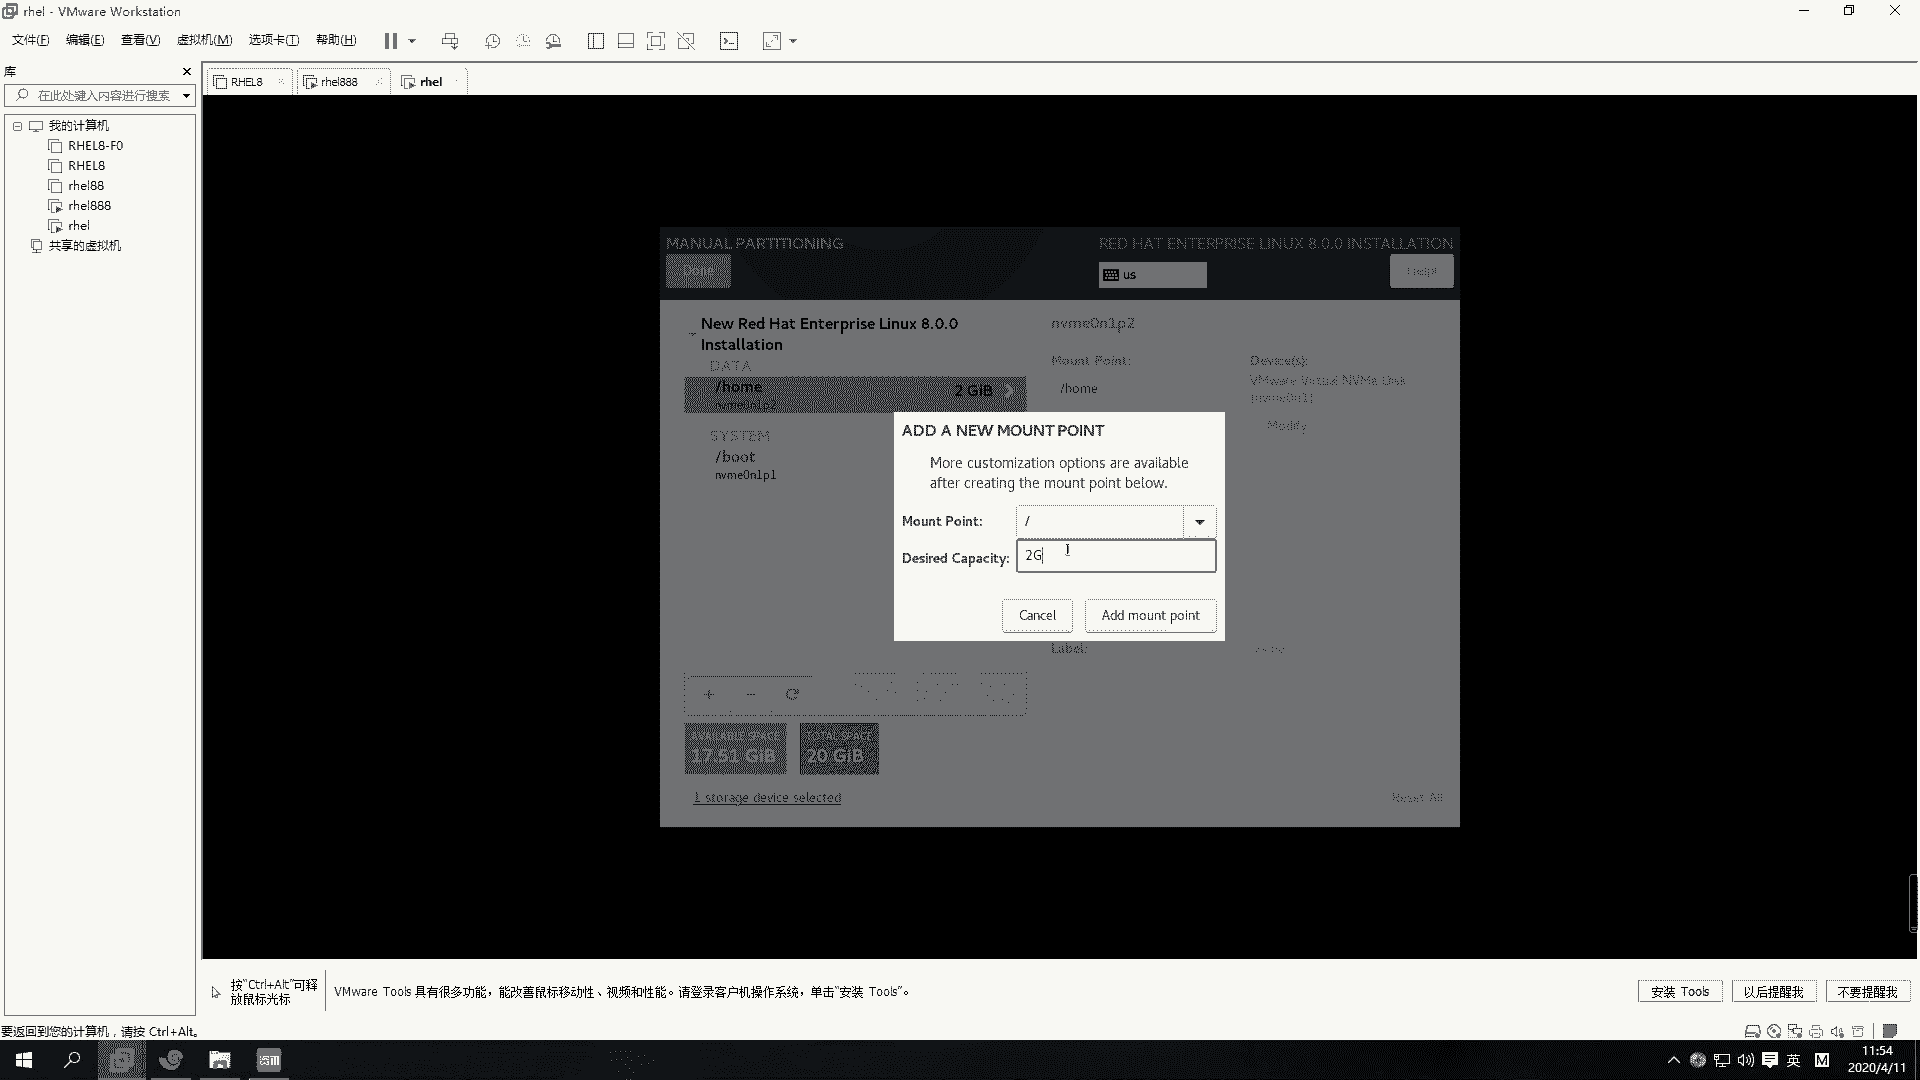 rhel - VMware Workstation
文件(F) 编辑(E) 查看(V) 虚拟机(M) 选项卡(T) 帮助(H)
库
在此处键入内容进行搜索
我的计算机
RHEL8-F0
RHEL8
rhel88
rhel888
rhel
共享的虚拟机
RHEL8 rhel888 rhel
MANUAL PARTITIONING
RED HAT ENTERPRISE LINUX 8.0.0 INSTALLATION
Done
us
Help!
New Red Hat Enterprise Linux 8.0.0
Installation
DATA
/home
2 GiB
nvme0n1p2
SYSTEM
/boot
nvme0n1p1
nvme0n1p2
Mount Point:
/home
Device(s):
VMware Virtual NVMe Disk
(nvme0n1)
Modify
ADD A NEW MOUNT POINT
More customization options are available
after creating the mount point below.
Mount Point: /
Desired Capacity: 2G
Cancel Add mount point
Label:
+ -
AVAILABLE SPACE
17.51 GiB
TOTAL SPACE
20 GiB
1 storage device selected
Reset All
按"Ctrl+Alt"可释
放鼠标光标
VMware Tools 具有很多功能，能改善鼠标移动性、视频和性能。请登录客户机操作系统，单击"安装 Tools"。
安装 Tools 以后提醒我 不要提醒我
要返回到您的计算机，请按 Ctrl+Alt。
英
M
11:54
2020/4/11